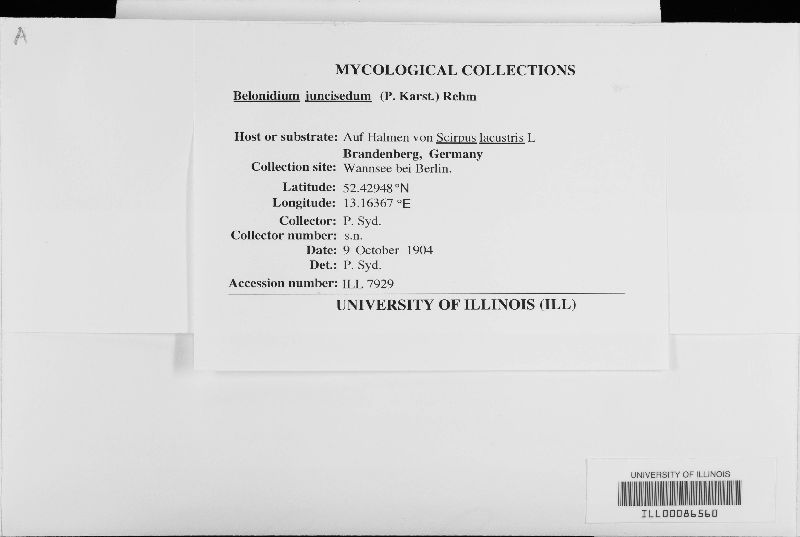 A
MYCOLOGICAL COLLECTIONS
Belonidium juncisedum (P. Karst.) Rehm
Host or substrate: Auf Halmen von Scirpus lacustris L
Brandenberg, Germany
Collection site: Wannsee bei Berlin.
Latitude: 52.42948 °N
Longitude: 13.16367 °E
Collector: P. Syd.
Collector number: s.n.
Date: 9 October 1904
Det.: P. Syd.
Accession number: ILL 7929
UNIVERSITY OF ILLINOIS (ILL)
UNIVERSITY OF ILLINOIS
ILL00086560